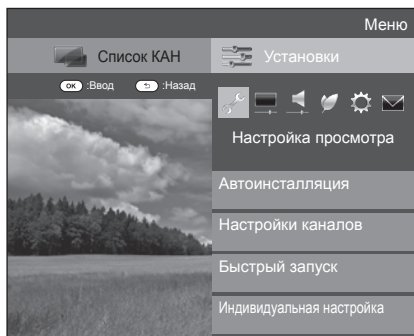 Меню
Список КАН Установки
OK :Ввод :Назад
Настройка просмотра
Автоинсталляция
Настройки каналов
Быстрый запуск
Индивидуальная настройка